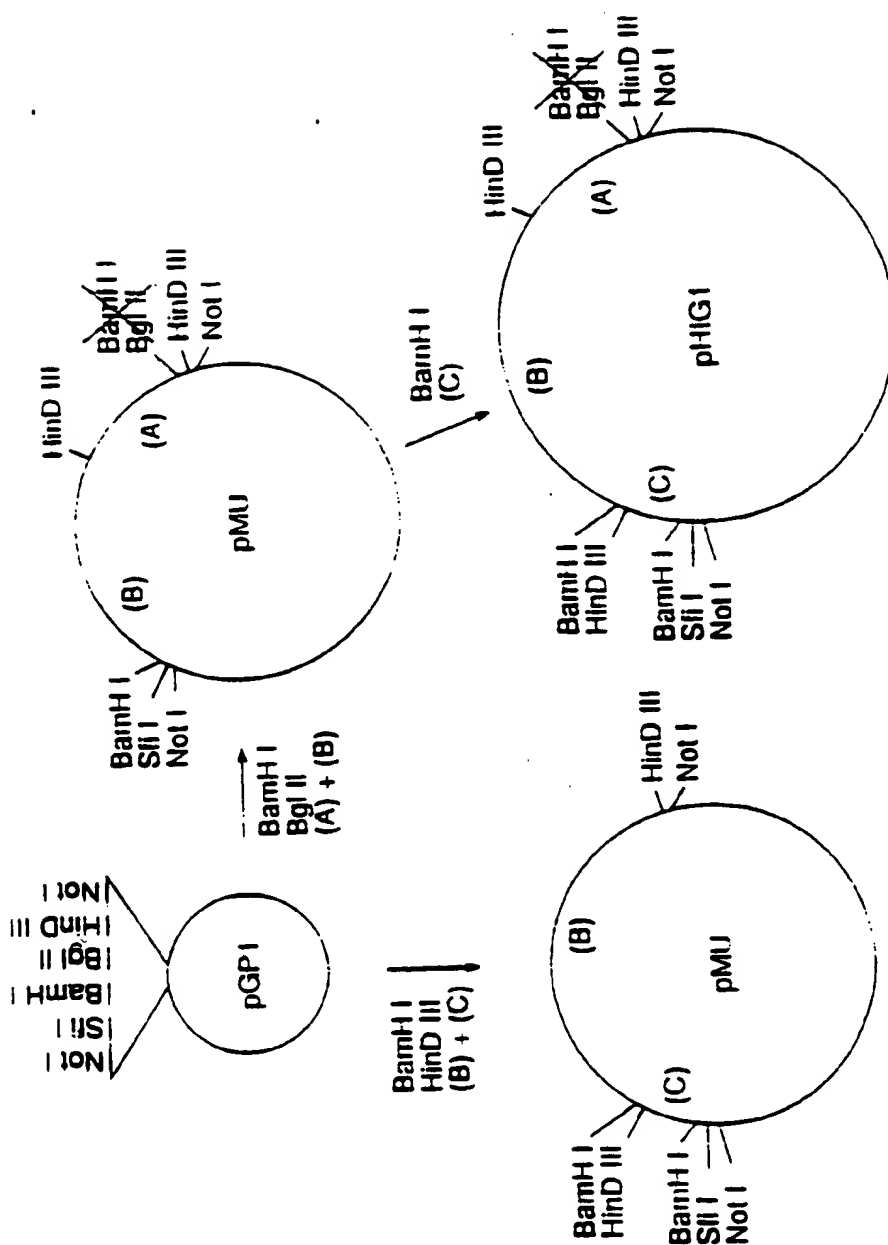 Not I
Sfi I
BamH I
Bgl II
HinD III
Not I
pGP1
BamH I
Bgl II
(A) + (B)
BamH I
HinD III
(B) + (C)
HinD III
BamH I
Bgl II
HinD III
Not I
(A)
(B)
pMU
BamH I
Sfi I
Not I
BamH I
(C)
HinD III
BamH I
Bgl II
HinD III
Not I
(A)
(B)
(C)
pHIG1
BamH I
HinD III
BamH I
Sfi I
Not I
HinD III
Not I
(B)
(C)
pMU
BamH I
HinD III
BamH I
Sfi I
Not I